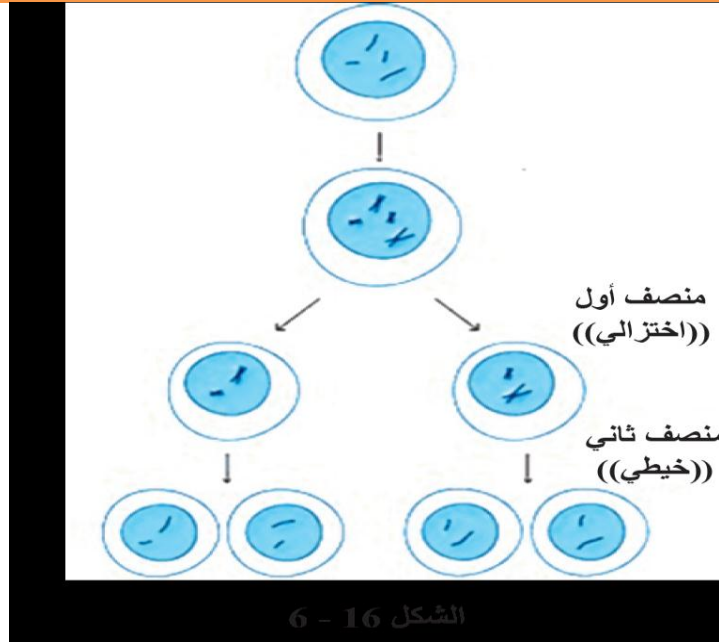 منصف أول
((اختزالي))
منصف ثاني
((خيطي))
الشكل 16 - 6